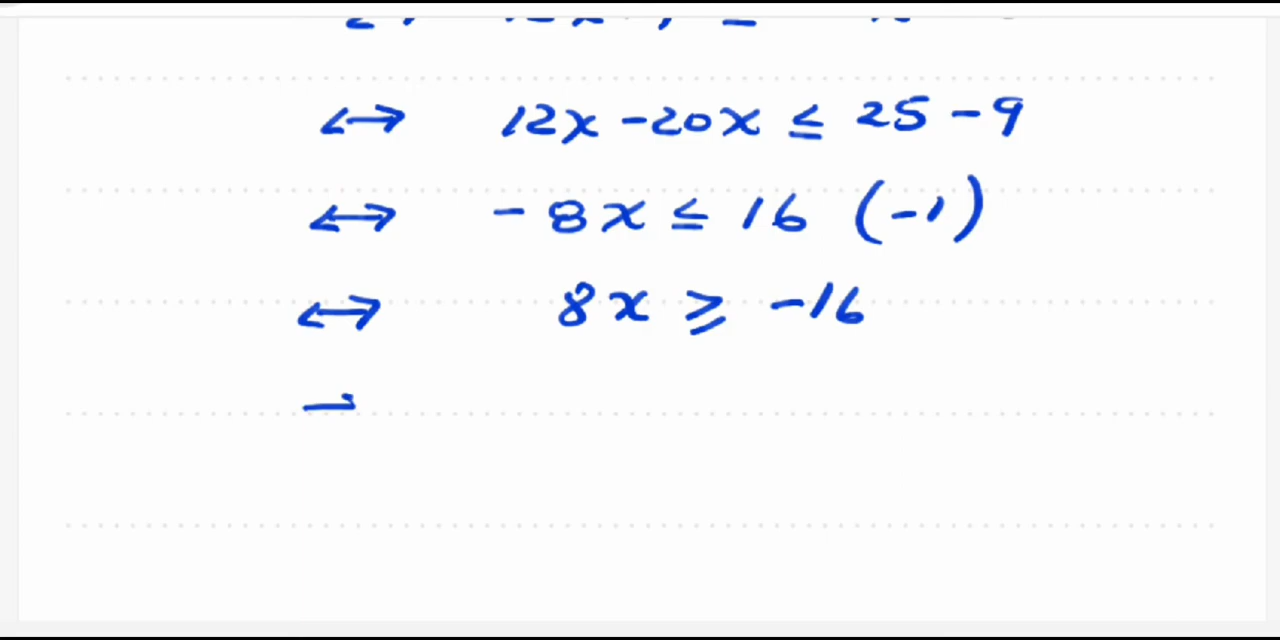 ↔ 12x - 20x ≤ 25 - 9
↔ - 8x ≤ 16 (-1)
↔ 8x ≥ -16